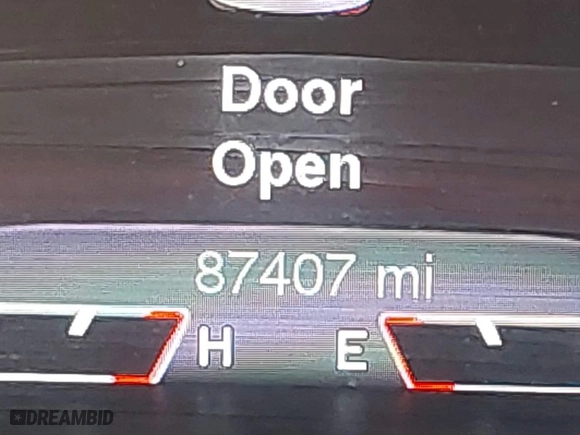 Door
Open
87407 mi
H E
DREAMBID